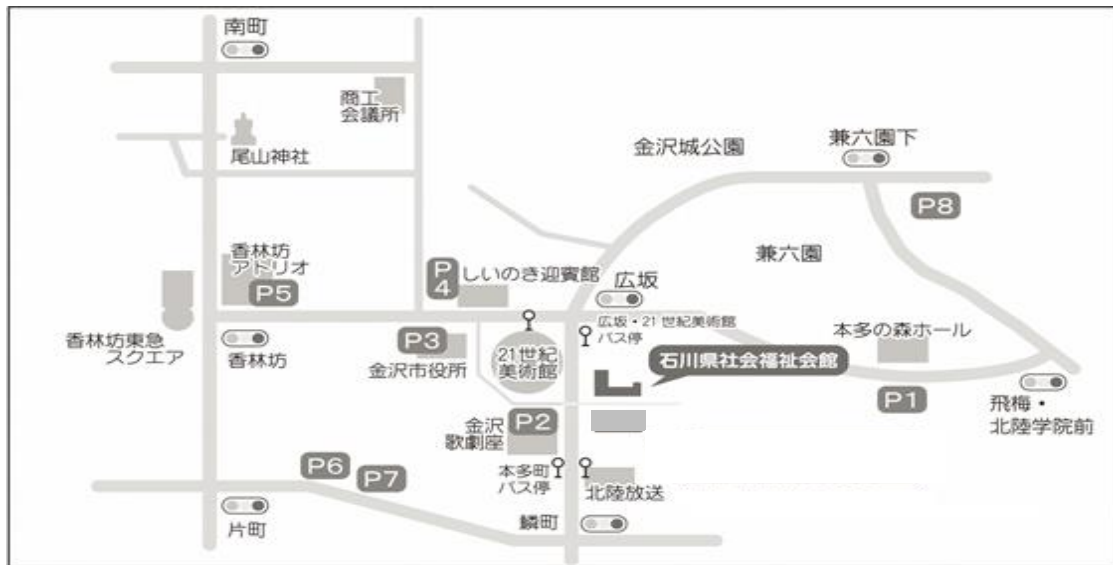 南町
商工
会議所
尾山神社
金沢城公園
兼六園下
P8
兼六園
香林坊
アトリオ
P5
P
4
しいのき迎賓館
広坂
広坂・21世紀美術館
バス停
本多の森ホール
香林坊東急
スクエア
香林坊
P3
金沢市役所
21世紀
美術館
石川県社会福祉会館
P1
飛梅・
北陸学院前
金沢
歌劇座
P2
本多町
バス停
北陸放送
P6
P7
片町
鱗町